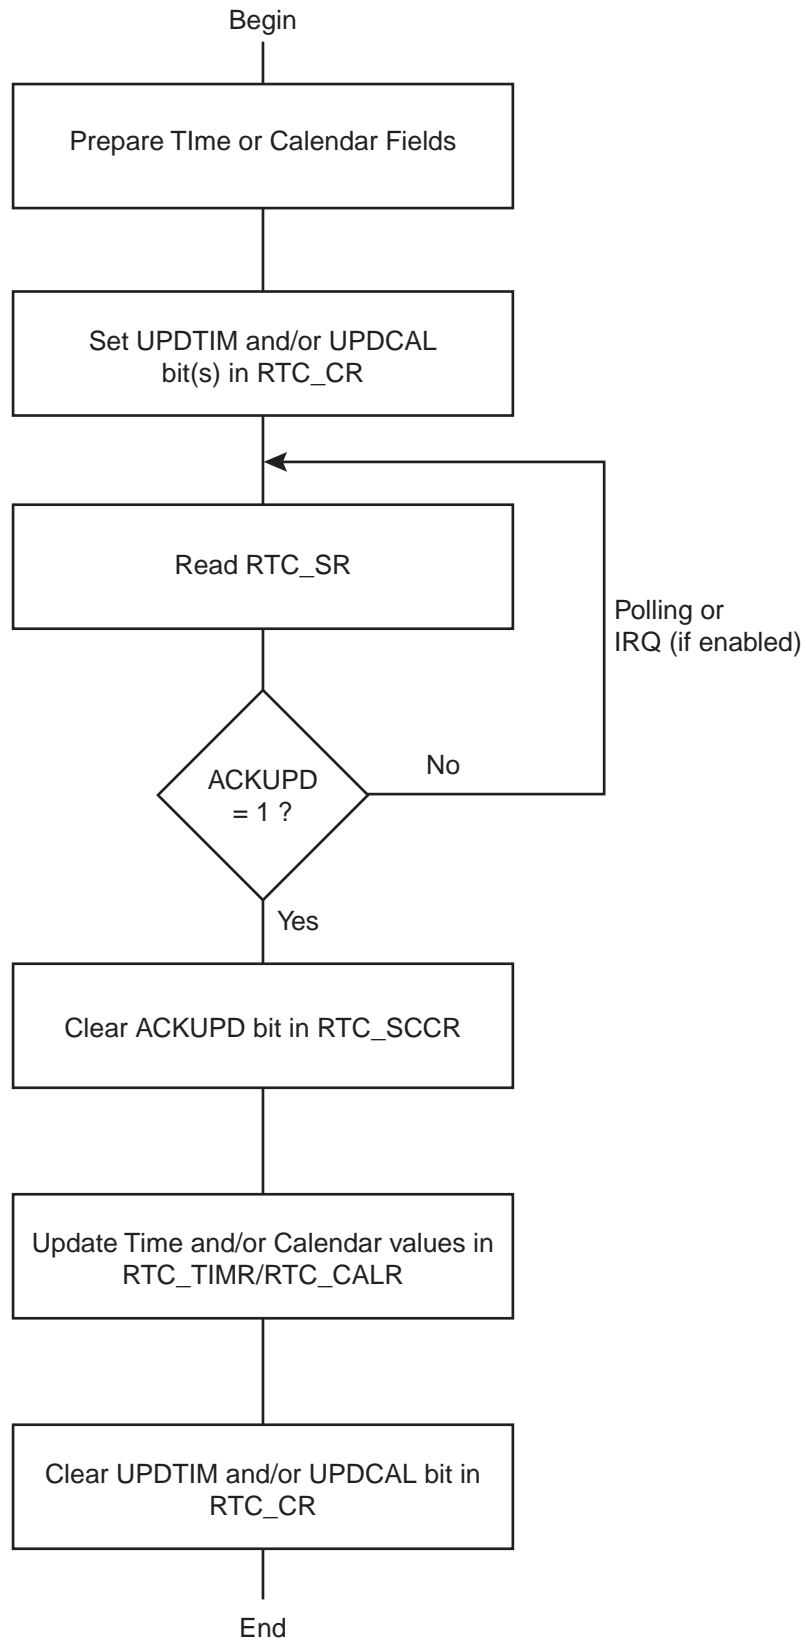 Begin
Prepare TIme or Calendar Fields
Set UPDTIM and/or UPDCAL
bit(s) in RTC_CR
Read RTC_SR
Polling or
IRQ (if enabled)
ACKUPD
= 1 ?
No
Yes
Clear ACKUPD bit in RTC_SCCR
Update Time and/or Calendar values in
RTC_TIMR/RTC_CALR
Clear UPDTIM and/or UPDCAL bit in
RTC_CR
End